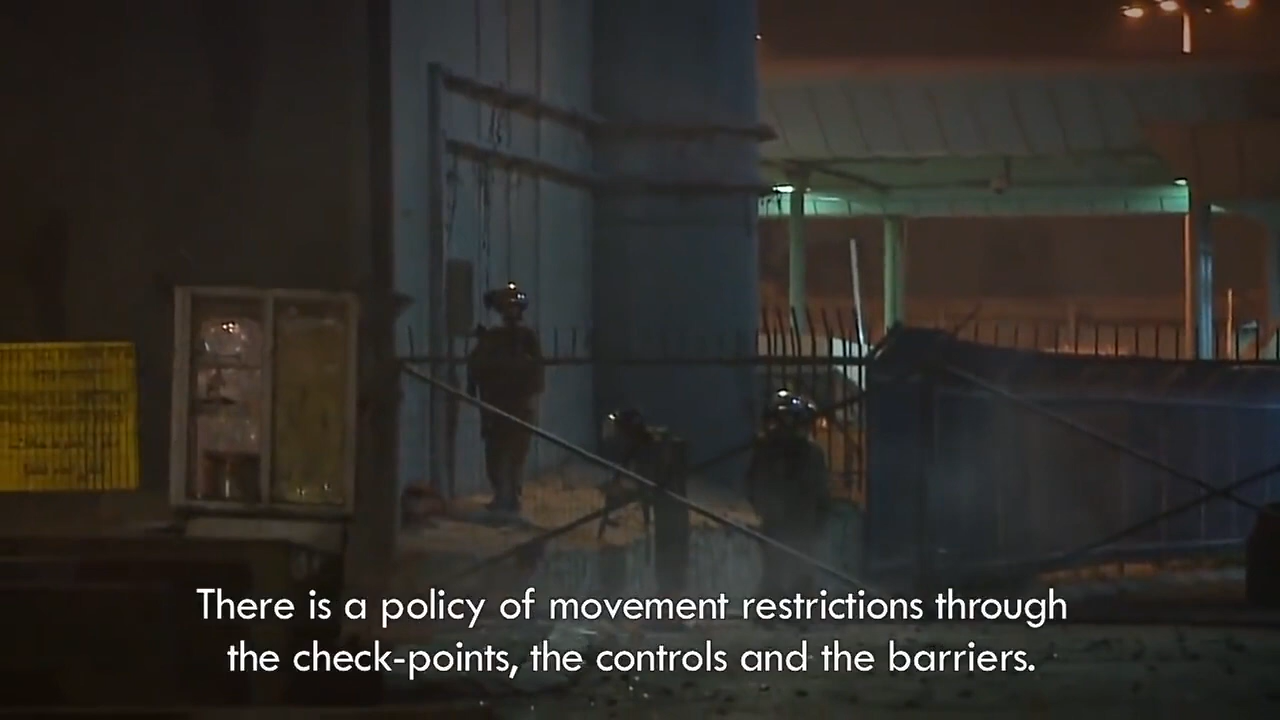 There is a policy of movement restrictions through
the check-points, the controls and the barriers.